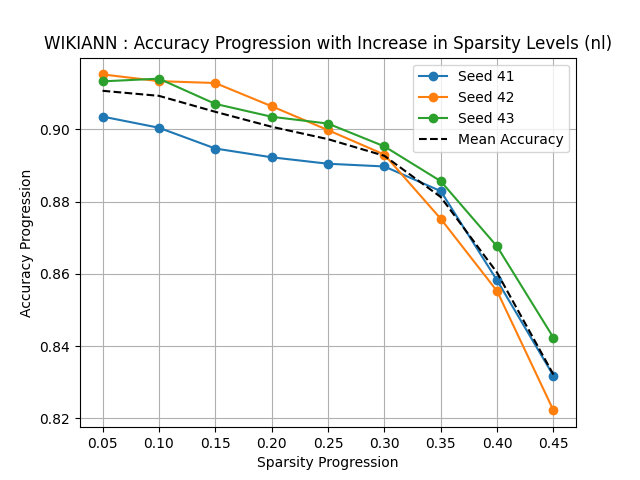 WIKIANN : Accuracy Progression with Increase in Sparsity Levels (nl)
Seed 41
Seed 42
Seed 43
Mean Accuracy
Accuracy Progression
0.90
0.88
0.86
0.84
0.82
0.05 0.10 0.15 0.20 0.25 0.30 0.35 0.40 0.45
Sparsity Progression